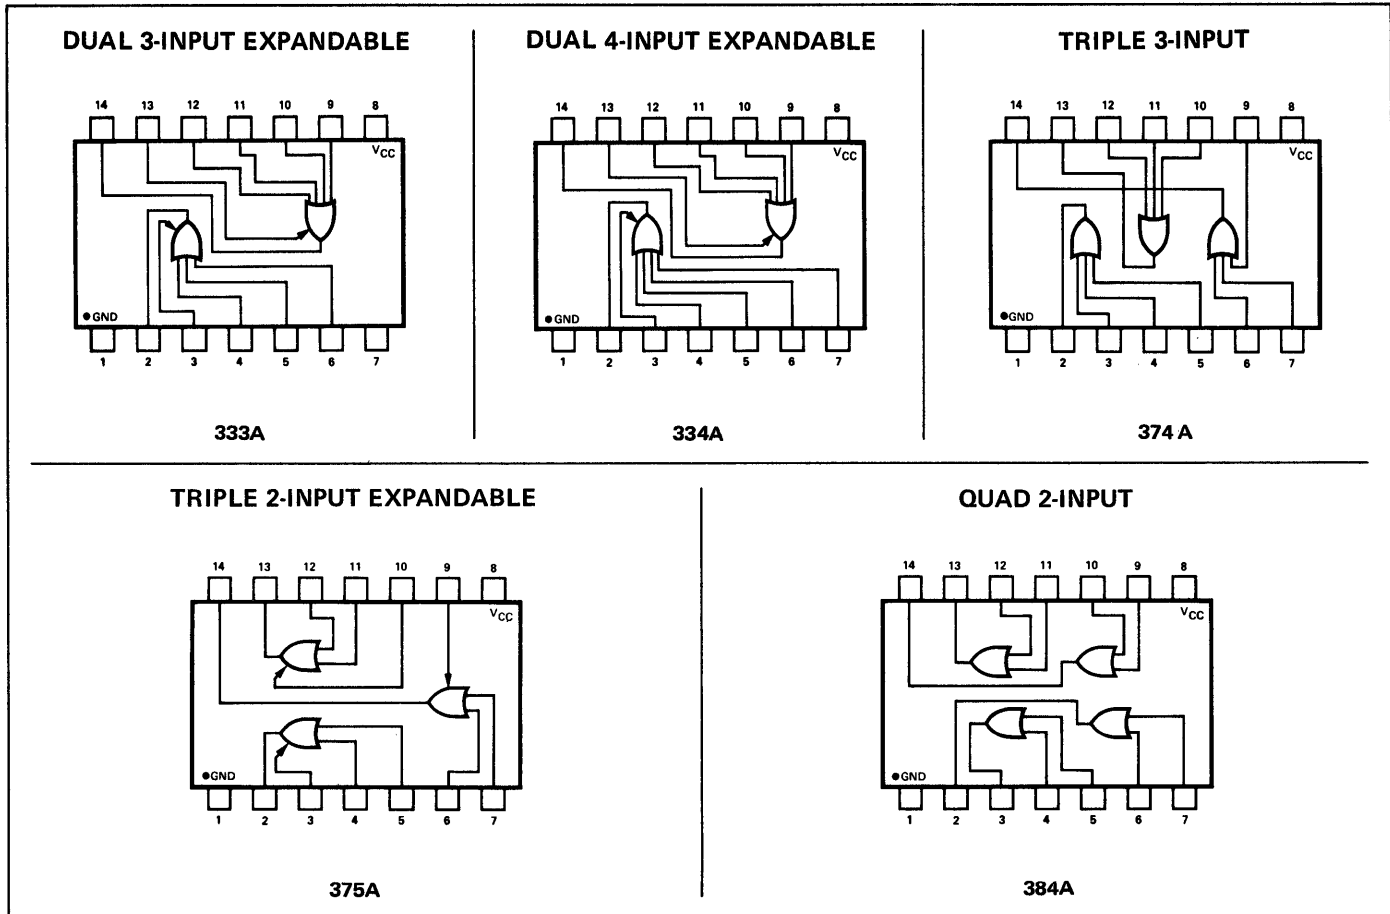 DUAL 3-INPUT EXPANDABLE
14 13 12 11 10 9 8
VCC
GND
1 2 3 4 5 6 7
333A
DUAL 4-INPUT EXPANDABLE
14 13 12 11 10 9 8
VCC
GND
1 2 3 4 5 6 7
334A
TRIPLE 3-INPUT
14 13 12 11 10 9 8
VCC
GND
1 2 3 4 5 6 7
374 A
TRIPLE 2-INPUT EXPANDABLE
14 13 12 11 10 9 8
VCC
GND
1 2 3 4 5 6 7
375A
QUAD 2-INPUT
14 13 12 11 10 9 8
VCC
GND
1 2 3 4 5 6 7
384A